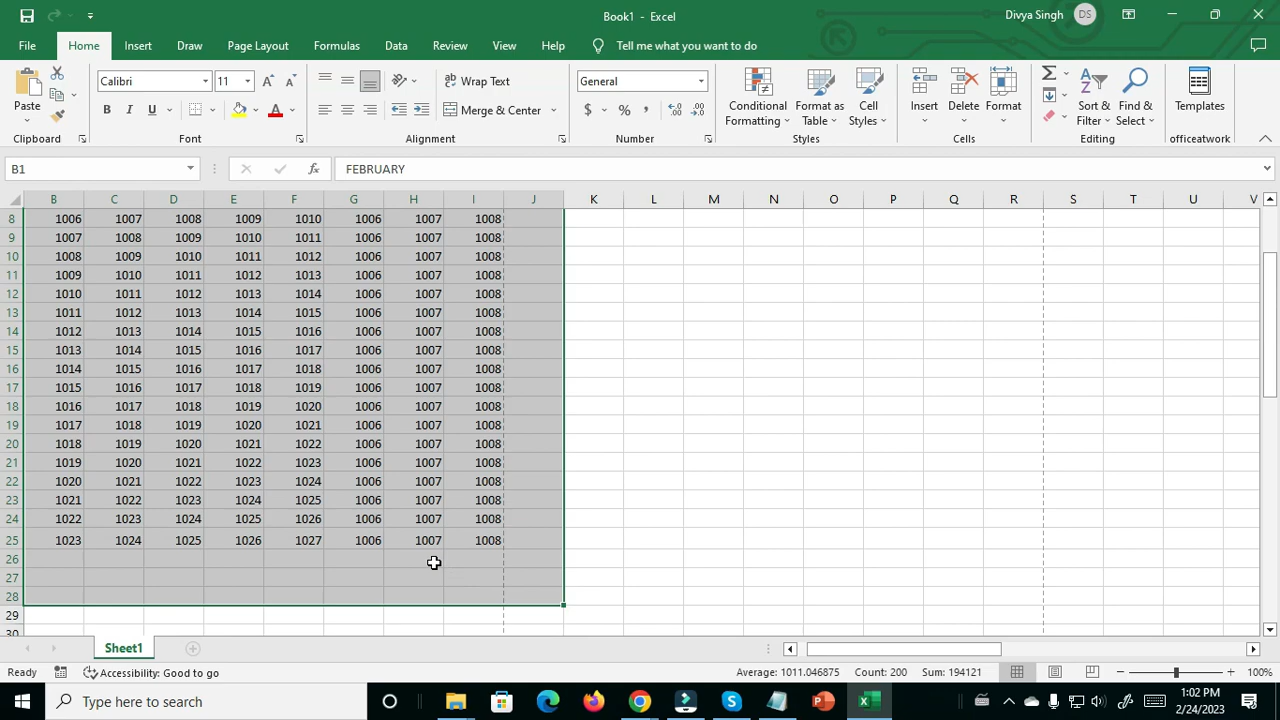 Book1 - Excel
Divya Singh DS
File Home Insert Draw Page Layout Formulas Data Review View Help Tell me what you want to do
Calibri 11 Wrap Text General
Paste B I U A Merge & Center $ % , Conditional Formatting Format as Table Cell Styles Insert Delete Format Sort & Filter Find & Select Templates
Clipboard Font Alignment Number Styles Cells Editing officeatwork
B1 fx FEBRUARY
B C D E F G H I J K L M N O P Q R S T U V
8 1006 1007 1008 1009 1010 1006 1007 1008
9 1007 1008 1009 1010 1011 1006 1007 1008
10 1008 1009 1010 1011 1012 1006 1007 1008
11 1009 1010 1011 1012 1013 1006 1007 1008
12 1010 1011 1012 1013 1014 1006 1007 1008
13 1011 1012 1013 1014 1015 1006 1007 1008
14 1012 1013 1014 1015 1016 1006 1007 1008
15 1013 1014 1015 1016 1017 1006 1007 1008
16 1014 1015 1016 1017 1018 1006 1007 1008
17 1015 1016 1017 1018 1019 1006 1007 1008
18 1016 1017 1018 1019 1020 1006 1007 1008
19 1017 1018 1019 1020 1021 1006 1007 1008
20 1018 1019 1020 1021 1022 1006 1007 1008
21 1019 1020 1021 1022 1023 1006 1007 1008
22 1020 1021 1022 1023 1024 1006 1007 1008
23 1021 1022 1023 1024 1025 1006 1007 1008
24 1022 1023 1024 1025 1026 1006 1007 1008
25 1023 1024 1025 1026 1027 1006 1007 1008
26
27
28
29
30
Sheet1
Ready Accessibility: Good to go Average: 1011.046875 Count: 200 Sum: 194121 100%
Type here to search
1:02 PM
2/24/2023